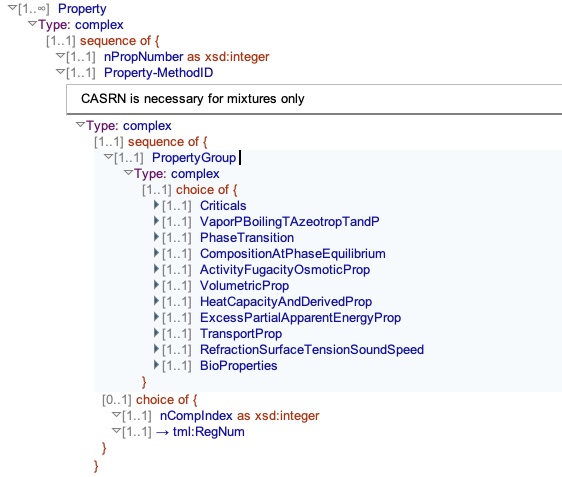 [1..∞] Property
Type: complex
[1..1] sequence of {
[1..1] nPropNumber as xsd:integer
[1..1] Property-MethodID
CASRN is necessary for mixtures only
Type: complex
[1..1] sequence of {
[1..1] PropertyGroup
Type: complex
[1..1] choice of {
[1..1] Criticals
[1..1] VaporPBoilingTAzeotropTandP
[1..1] PhaseTransition
[1..1] CompositionAtPhaseEquilibrium
[1..1] ActivityFugacityOsmoticProp
[1..1] VolumetricProp
[1..1] HeatCapacityAndDerivedProp
[1..1] ExcessPartialApparentEnergyProp
[1..1] TransportProp
[1..1] RefractionSurfaceTensionSoundSpeed
[1..1] BioProperties
}
[0..1] choice of {
[1..1] nCompIndex as xsd:integer
[1..1] → tml:RegNum
}
}